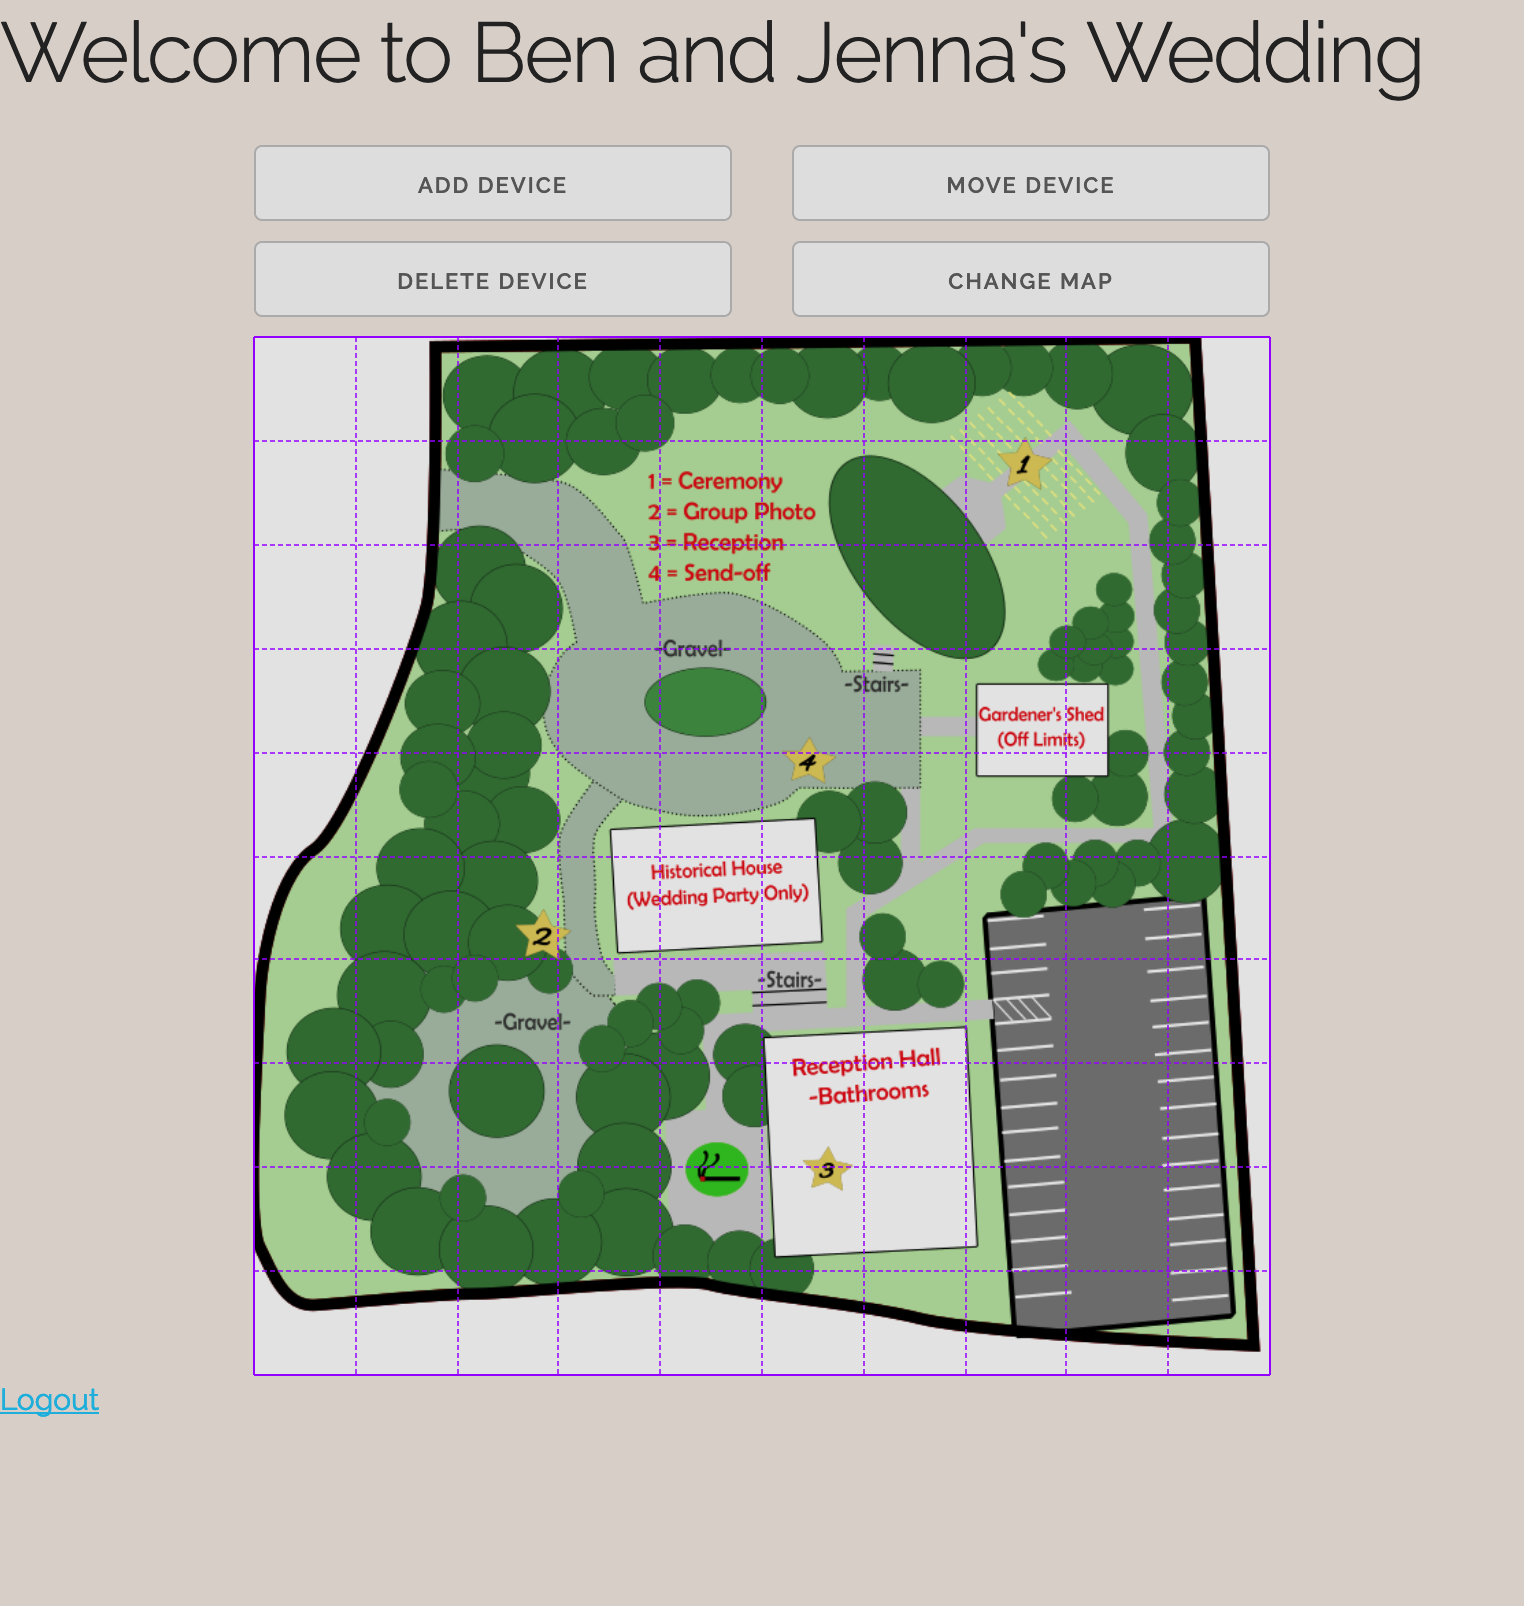 Welcome to Ben and Jenna's Wedding
ADD DEVICE
MOVE DEVICE
DELETE DEVICE
CHANGE MAP
1
1 = Ceremony
2 = Group Photo
3 = Reception
4 = Send-off
-Gravel-
-Stairs-
Gardener's Shed
(Off Limits)
4
Historical House
(Wedding Party Only)
2
-Stairs-
-Gravel-
Reception Hall
-Bathrooms
3
Logout